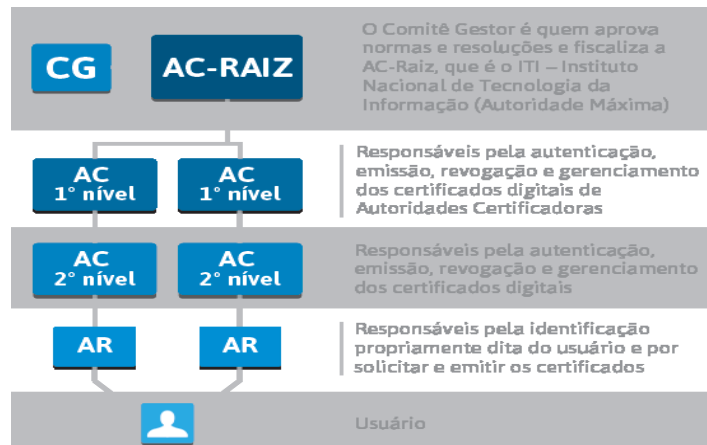 CG
AC-RAIZ
O Comitê Gestor é quem aprova
normas e resoluções e fiscaliza a
AC-Raiz, que é o ITI – Instituto
Nacional de Tecnologia da
Informação (Autoridade Máxima)
AC
1° nível
AC
1° nível
Responsáveis pela autenticação,
emissão, revogação e gerenciamento
dos certificados digitais de
Autoridades Certificadoras
AC
2° nível
AC
2° nível
Responsáveis pela autenticação,
emissão, revogação e gerenciamento
dos certificados digitais
AR
AR
Responsáveis pela identificação
propriamente dita do usuário e por
solicitar e emitir os certificados
Usuário